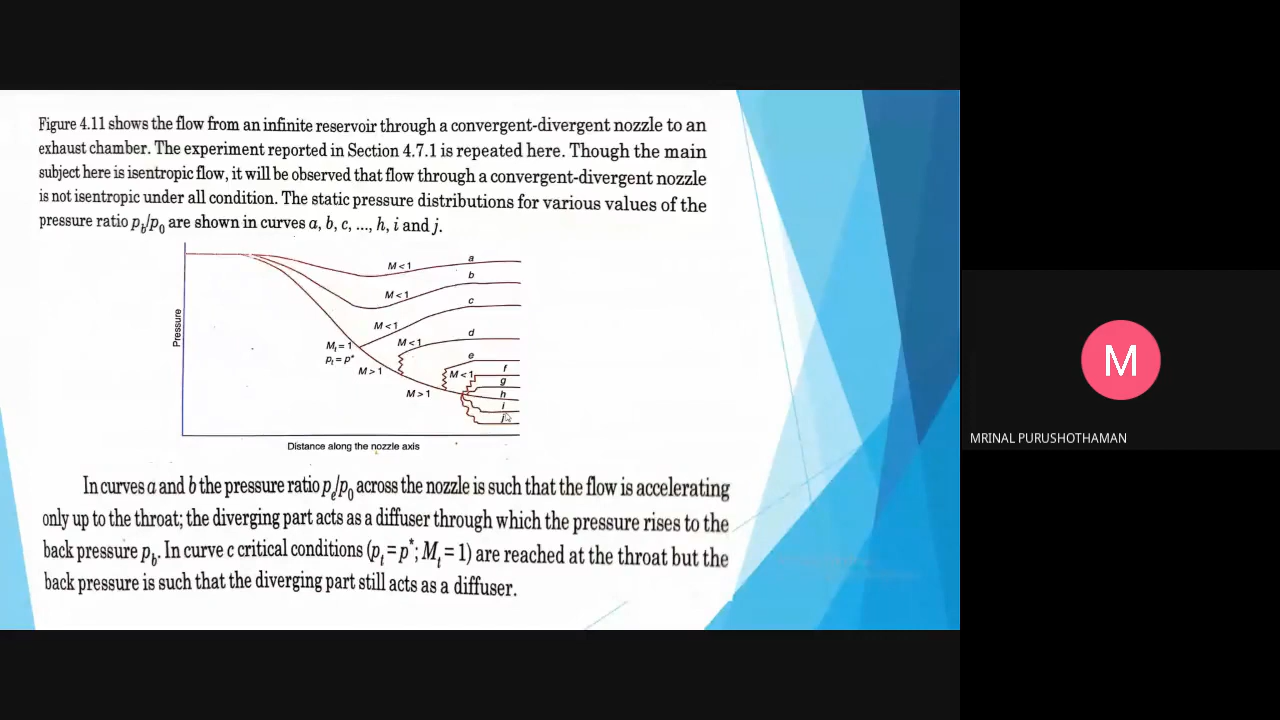 Figure 4.11 shows the flow from an infinite reservoir through a convergent-divergent nozzle to an
exhaust chamber. The experiment reported in Section 4.7.1 is repeated here. Though the main
subject here is isentropic flow, it will be observed that flow through a convergent-divergent nozzle
is not isentropic under all condition. The static pressure distributions for various values of the
pressure ratio p_b/p_0 are shown in curves a, b, c, ..., h, i and j.
a
M < 1
b
M < 1
c
M < 1
d
M_t = 1
M < 1
p_t = p*
e
M > 1
M < 1
f
g
M > 1
h
i
j
Pressure
Distance along the nozzle axis
In curves a and b the pressure ratio p_e/p_0 across the nozzle is such that the flow is accelerating
only up to the throat; the diverging part acts as a diffuser through which the pressure rises to the
back pressure p_b. In curve c critical conditions (p_t = p*; M_t = 1) are reached at the throat but the
back pressure is such that the diverging part still acts as a diffuser.
M
MRINAL PURUSHOTHAMAN